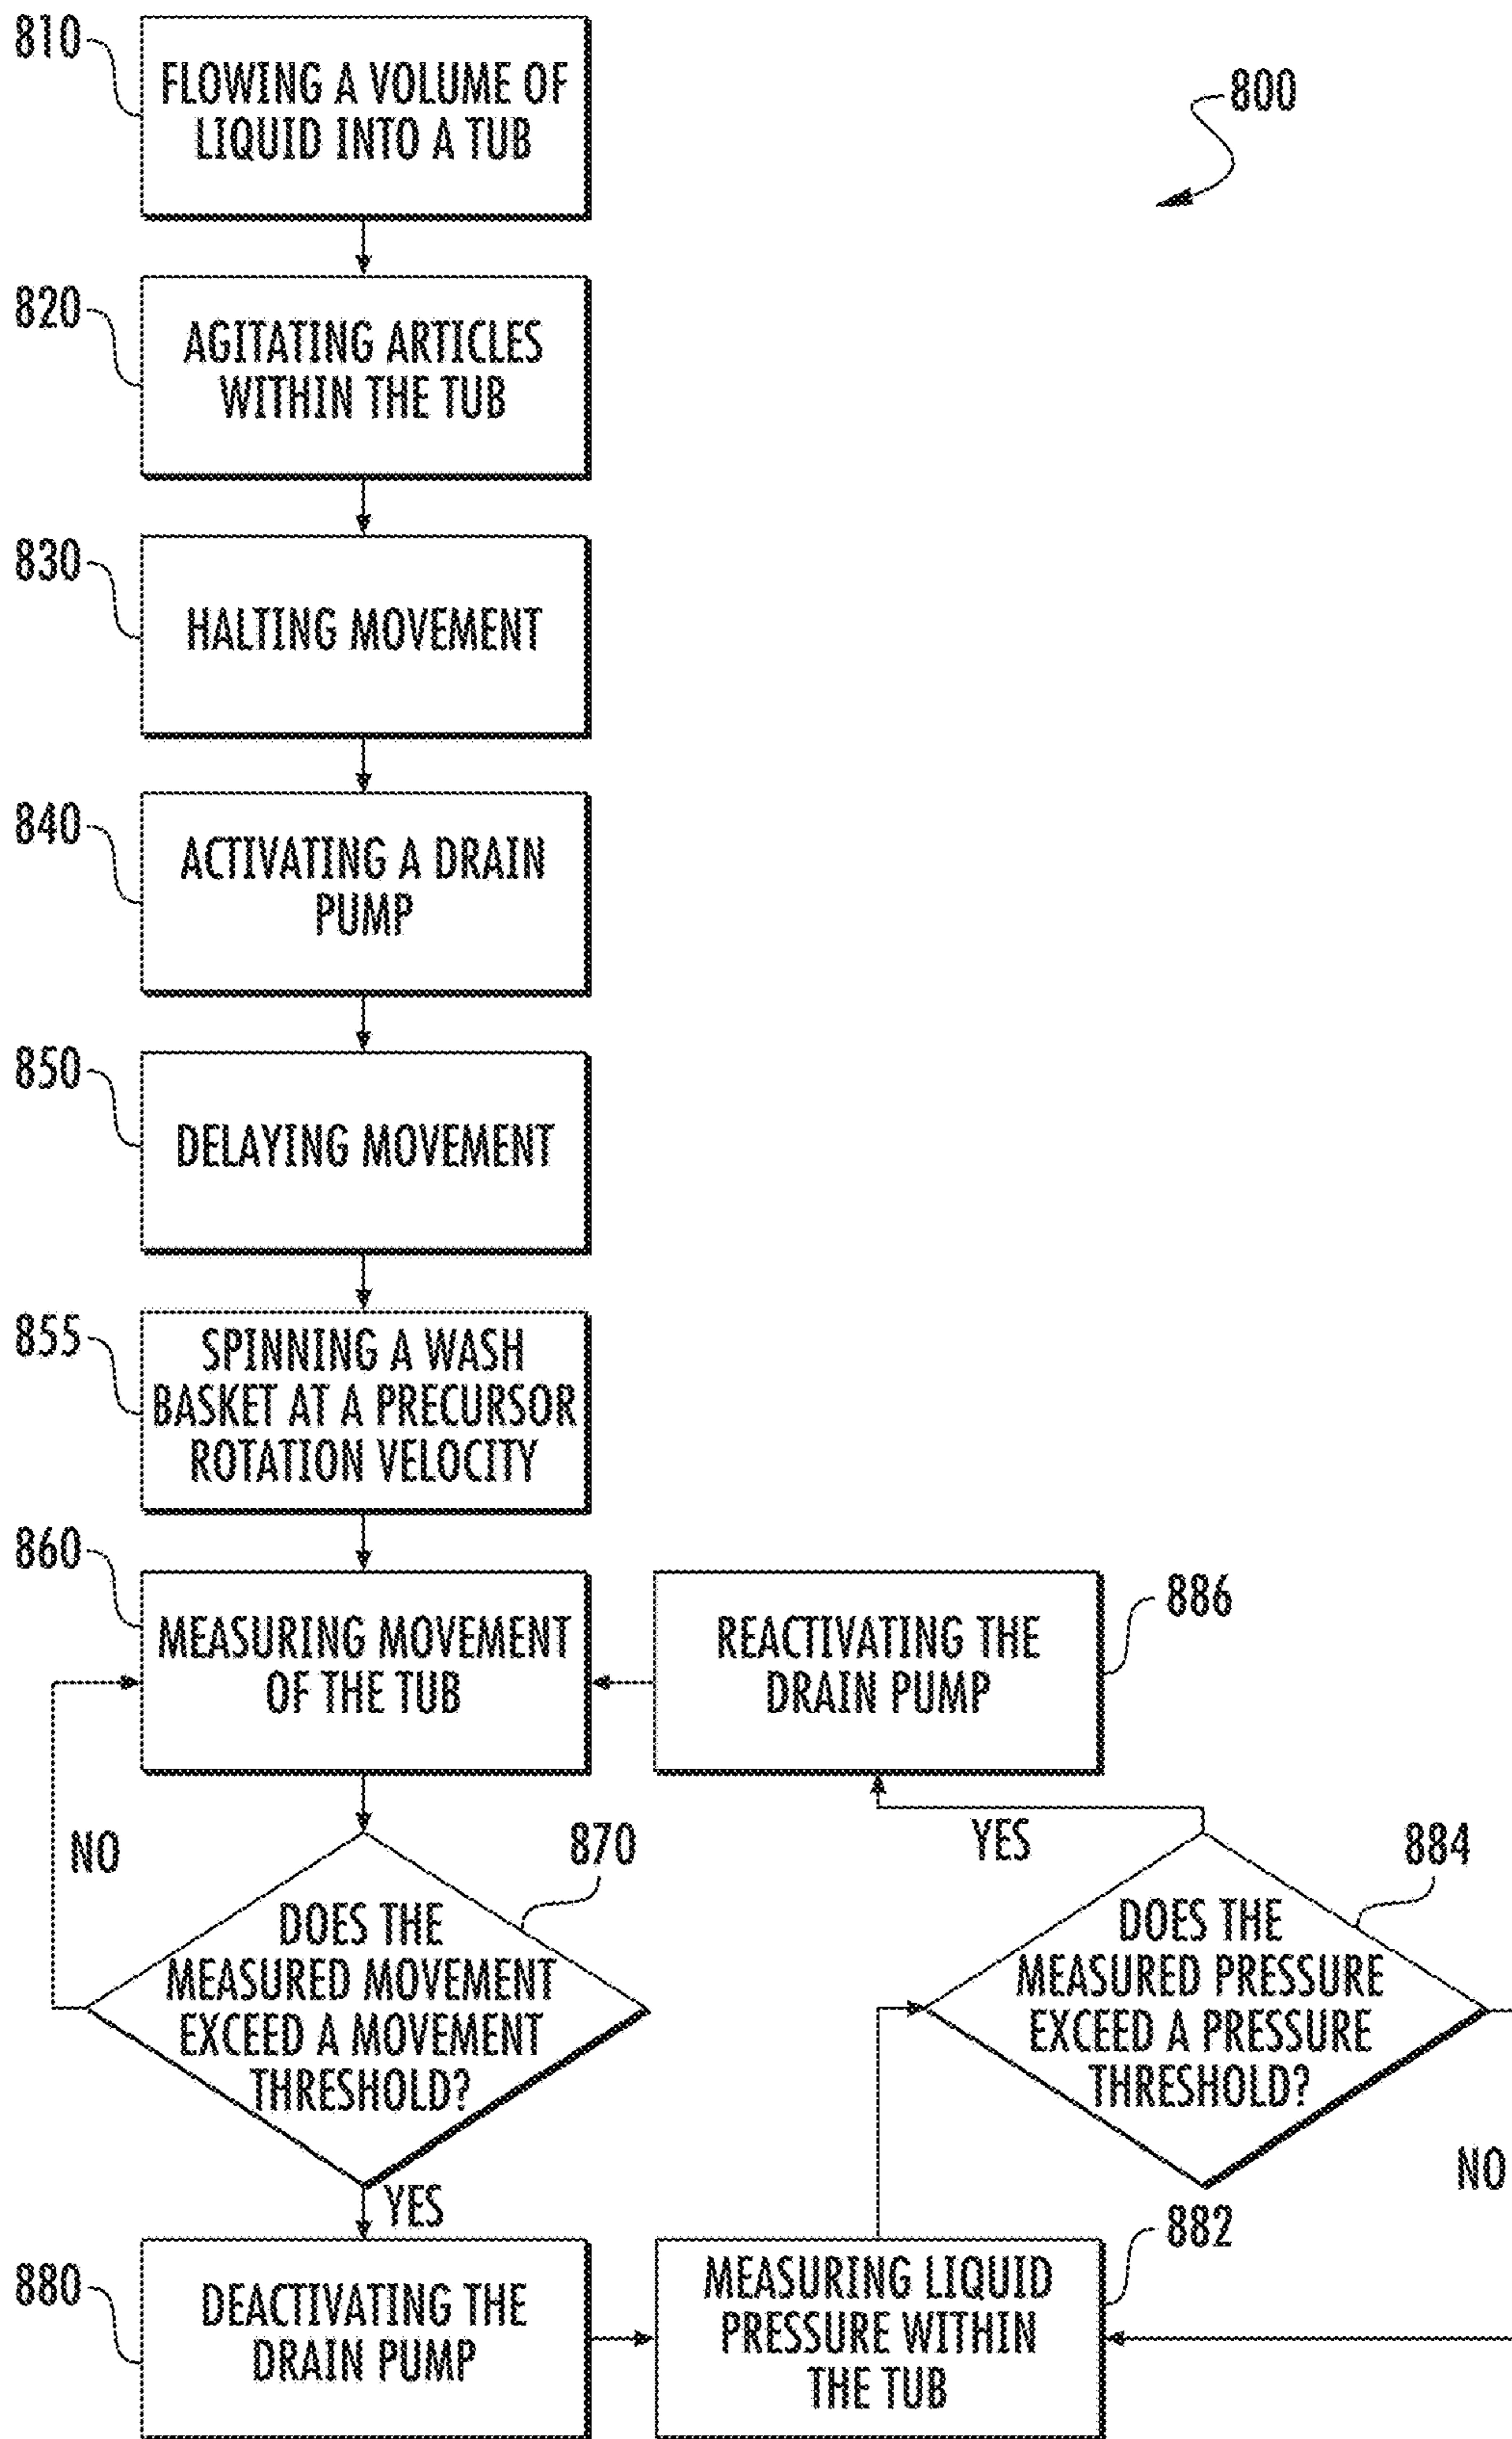 810
FLOWING A VOLUME OF
LIQUID INTO A TUB
800
820
AGITATING ARTICLES
WITHIN THE TUB
830
HALTING MOVEMENT
840
ACTIVATING A DRAIN
PUMP
850
DELAYING MOVEMENT
855
SPINNING A WASH
BASKET AT A PRECURSOR
ROTATION VELOCITY
860
MEASURING MOVEMENT
OF THE TUB
REACTIVATING THE
DRAIN PUMP
886
NO
870
DOES THE
MEASURED MOVEMENT
EXCEED A MOVEMENT
THRESHOLD?
YES
YES
884
DOES THE
MEASURED PRESSURE
EXCEED A PRESSURE
THRESHOLD?
NO
880
DEACTIVATING THE
DRAIN PUMP
882
MEASURING LIQUID
PRESSURE WITHIN
THE TUB